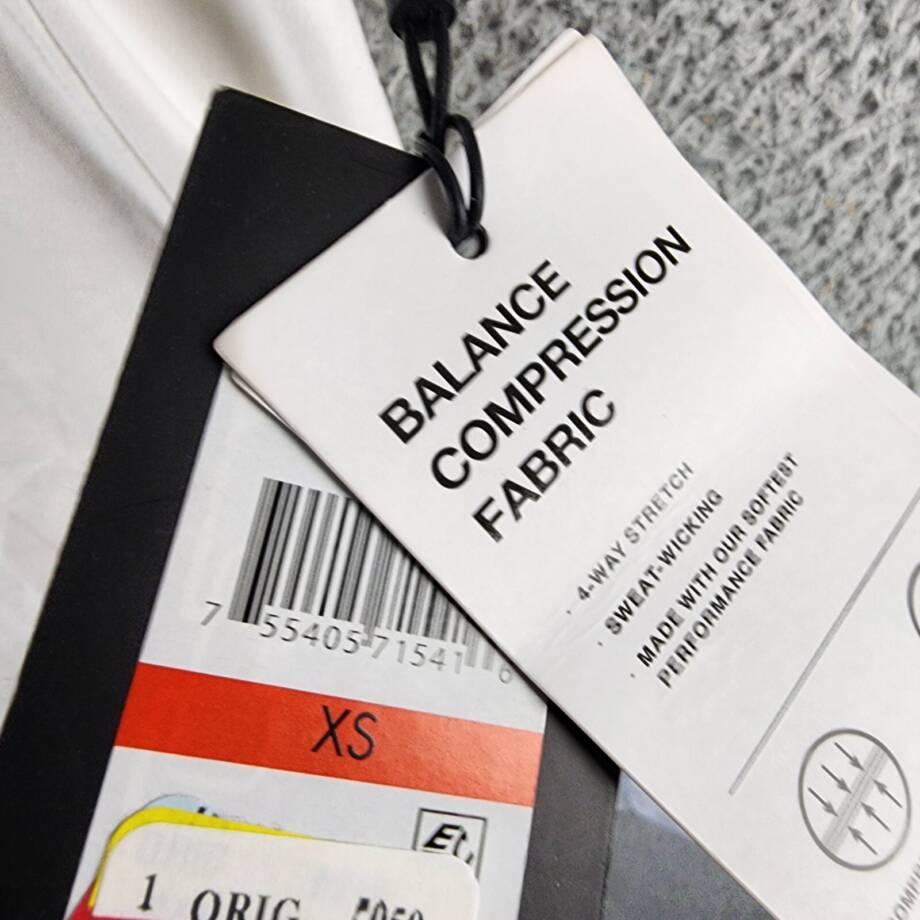 BALANCE
COMPRESSION
FABRIC
· 4-WAY STRETCH
· SWEAT-WICKING
· MADE WITH OUR SOFTEST
PERFORMANCE FABRIC
7 55405 71541 6
XS
1 ORIG